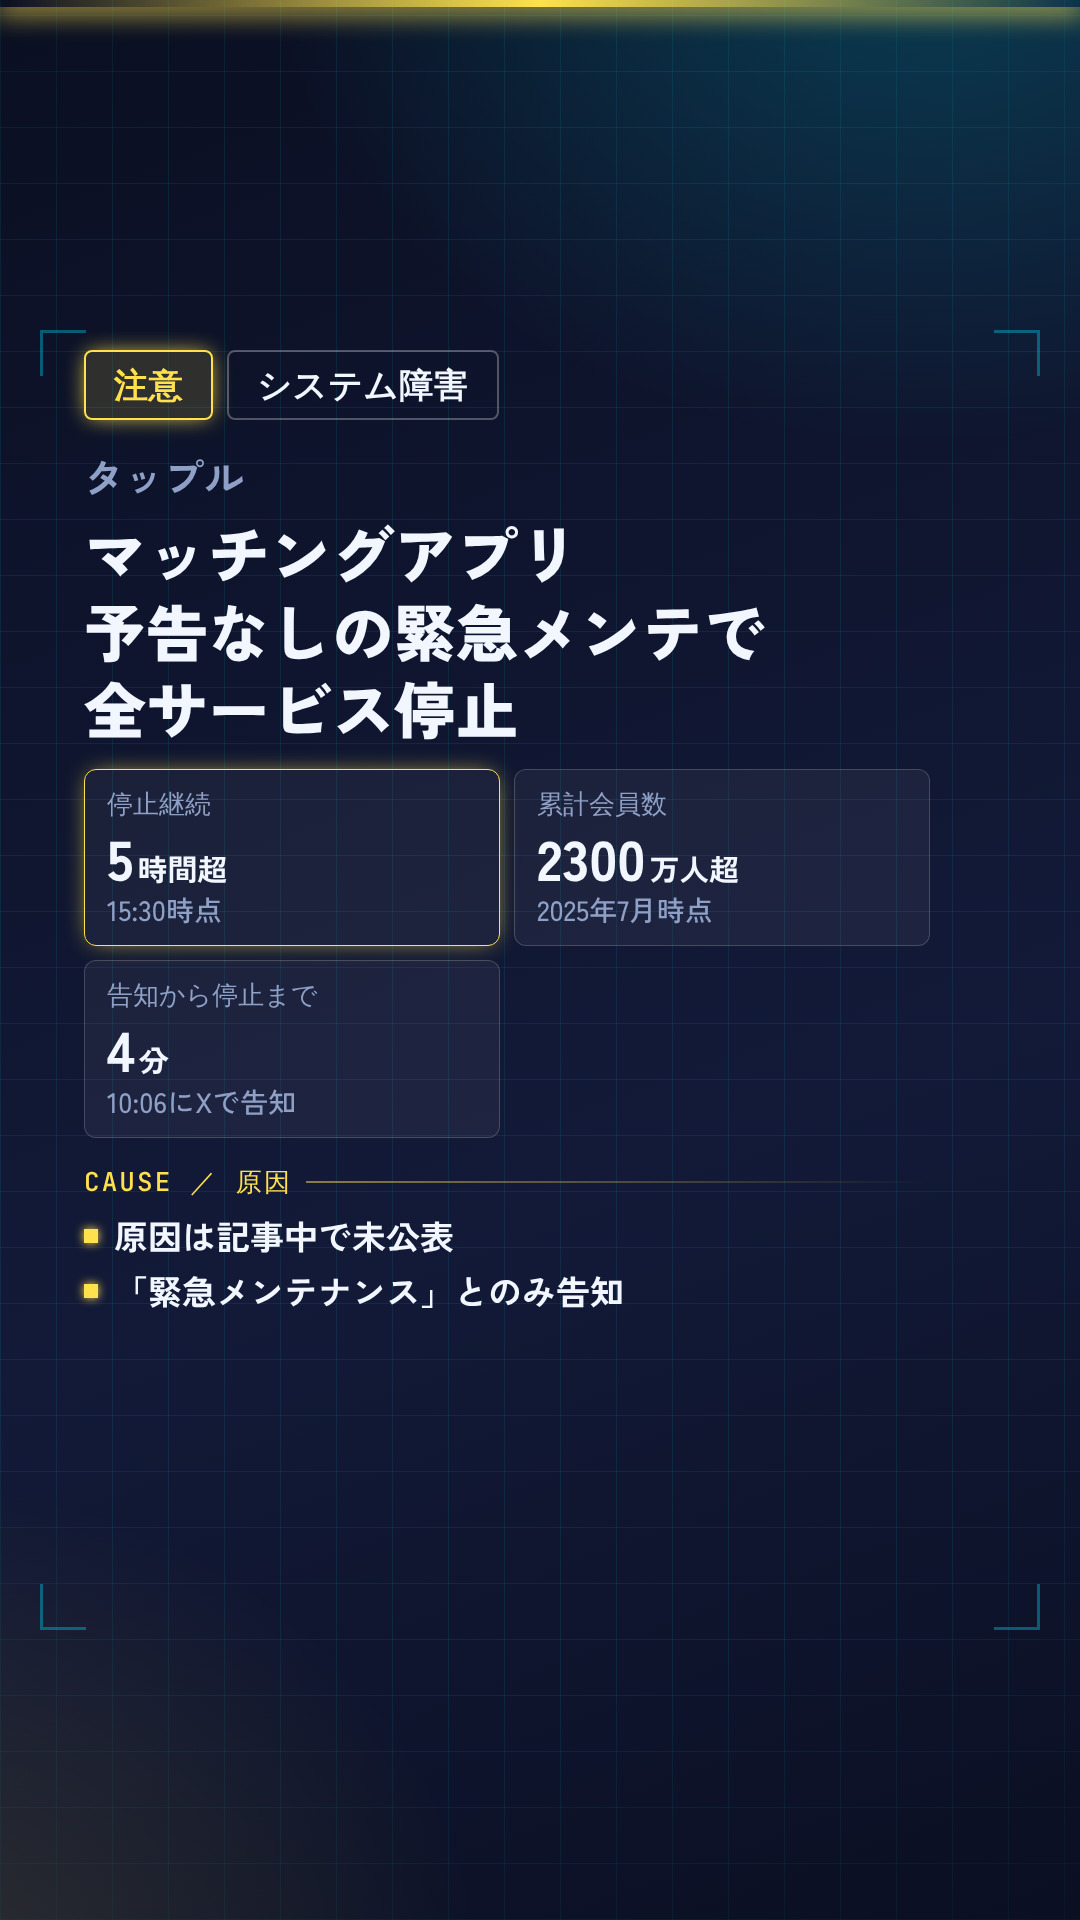 注意 システム障害
タップル
マッチングアプリ
予告なしの緊急メンテで
全サービス停止
停止継続
5時間超
15:30時点
累計会員数
2300万人超
2025年7月時点
告知から停止まで
4分
10:06にXで告知
CAUSE ／ 原因
原因は記事中で未公表
「緊急メンテナンス」とのみ告知